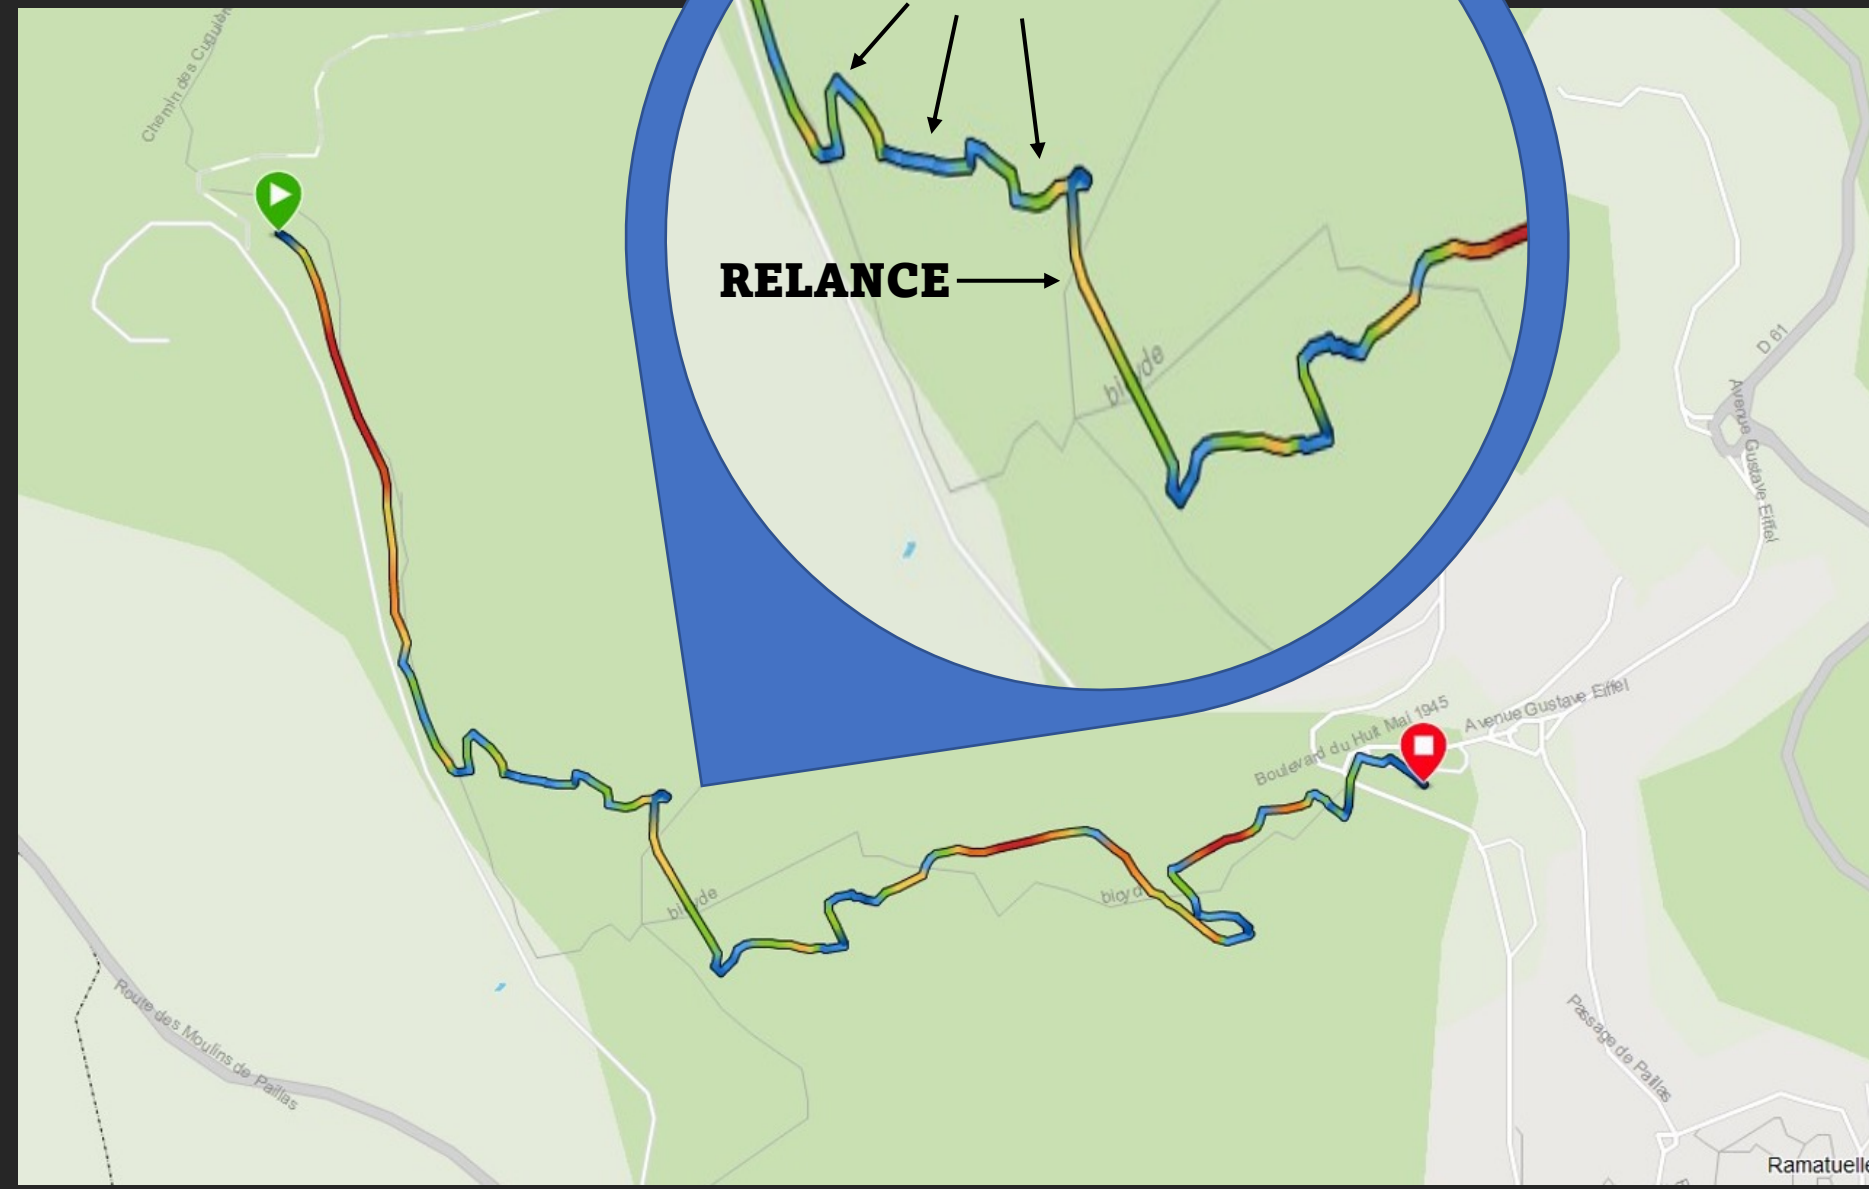 Chemin des Cuguière
RELANCE
D 61
Avenue Gustave Eiffel
Avenue Gustave Eiffel
Boulevard du Huit Mai 1945
Route des Moulins de Paillas
Passage de Paillas
Ramatuelle